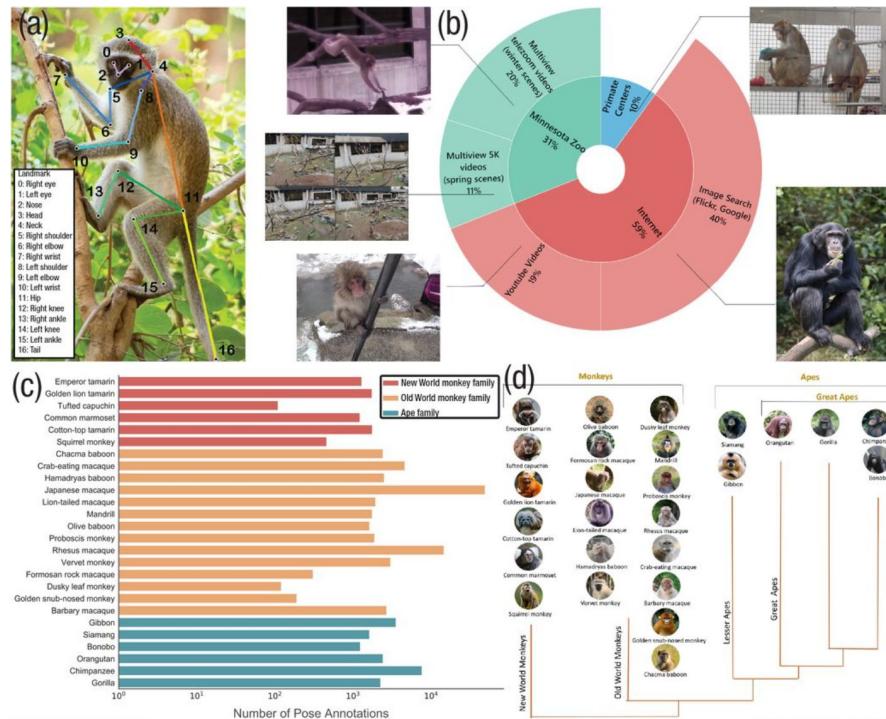 (a)
3
0
1
2
4
7
5
8
6
9
10
12
13
11
14
15
16
Landmark
0: Right eye
1: Left eye
2: Nose
3: Head
4: Neck
5: Right shoulder
6: Right elbow
7: Right wrist
8: Left shoulder
9: Left elbow
10: Left wrist
11: Hip
12: Right knee
13: Right ankle
14: Left knee
15: Left ankle
16: Tail
(b)
Multiview
telezoom videos
(winter scenes)
20%
Primate
Centers
10%
Minnesota Zoo
31%
Multiview 5K
videos
(spring scenes)
11%
Internet
59%
Image Search
(Flickr, Google)
40%
Youtube Videos
19%
(c)
New World monkey family
Old World monkey family
Ape family
Emperor tamarin
Golden lion tamarin
Tufted capuchin
Common marmoset
Cotton-top tamarin
Squirrel monkey
Chacma baboon
Crab-eating macaque
Hamadryas baboon
Japanese macaque
Lion-tailed macaque
Mandrill
Olive baboon
Proboscis monkey
Rhesus macaque
Vervet monkey
Formosan rock macaque
Dusky leaf monkey
Golden snub-nosed monkey
Barbary macaque
Gibbon
Siamang
Bonobo
Orangutan
Chimpanzee
Gorilla
10⁰ 10¹ 10² 10³ 10⁴
Number of Pose Annotations
(d)
Monkeys
Apes
Great Apes
Emperor tamarin
Olive baboon
Dusky leaf monkey
Siamang
Orangutan
Gorilla
Chimpan
Tufted capuchin
Formosan rock macaque
Mandrill
Gibbon
Bonobo
Golden lion tamarin
Japanese macaque
Proboscis monkey
Cotton-top tamarin
Lion-tailed macaque
Rhesus macaque
Common marmoset
Hamadryas baboon
Crab-eating macaque
Squirrel monkey
Vervet monkey
Barbary macaque
Golden snub-nosed monkey
Chacma baboon
New World Monkeys
Old World Monkeys
Lesser Apes
Great Apes